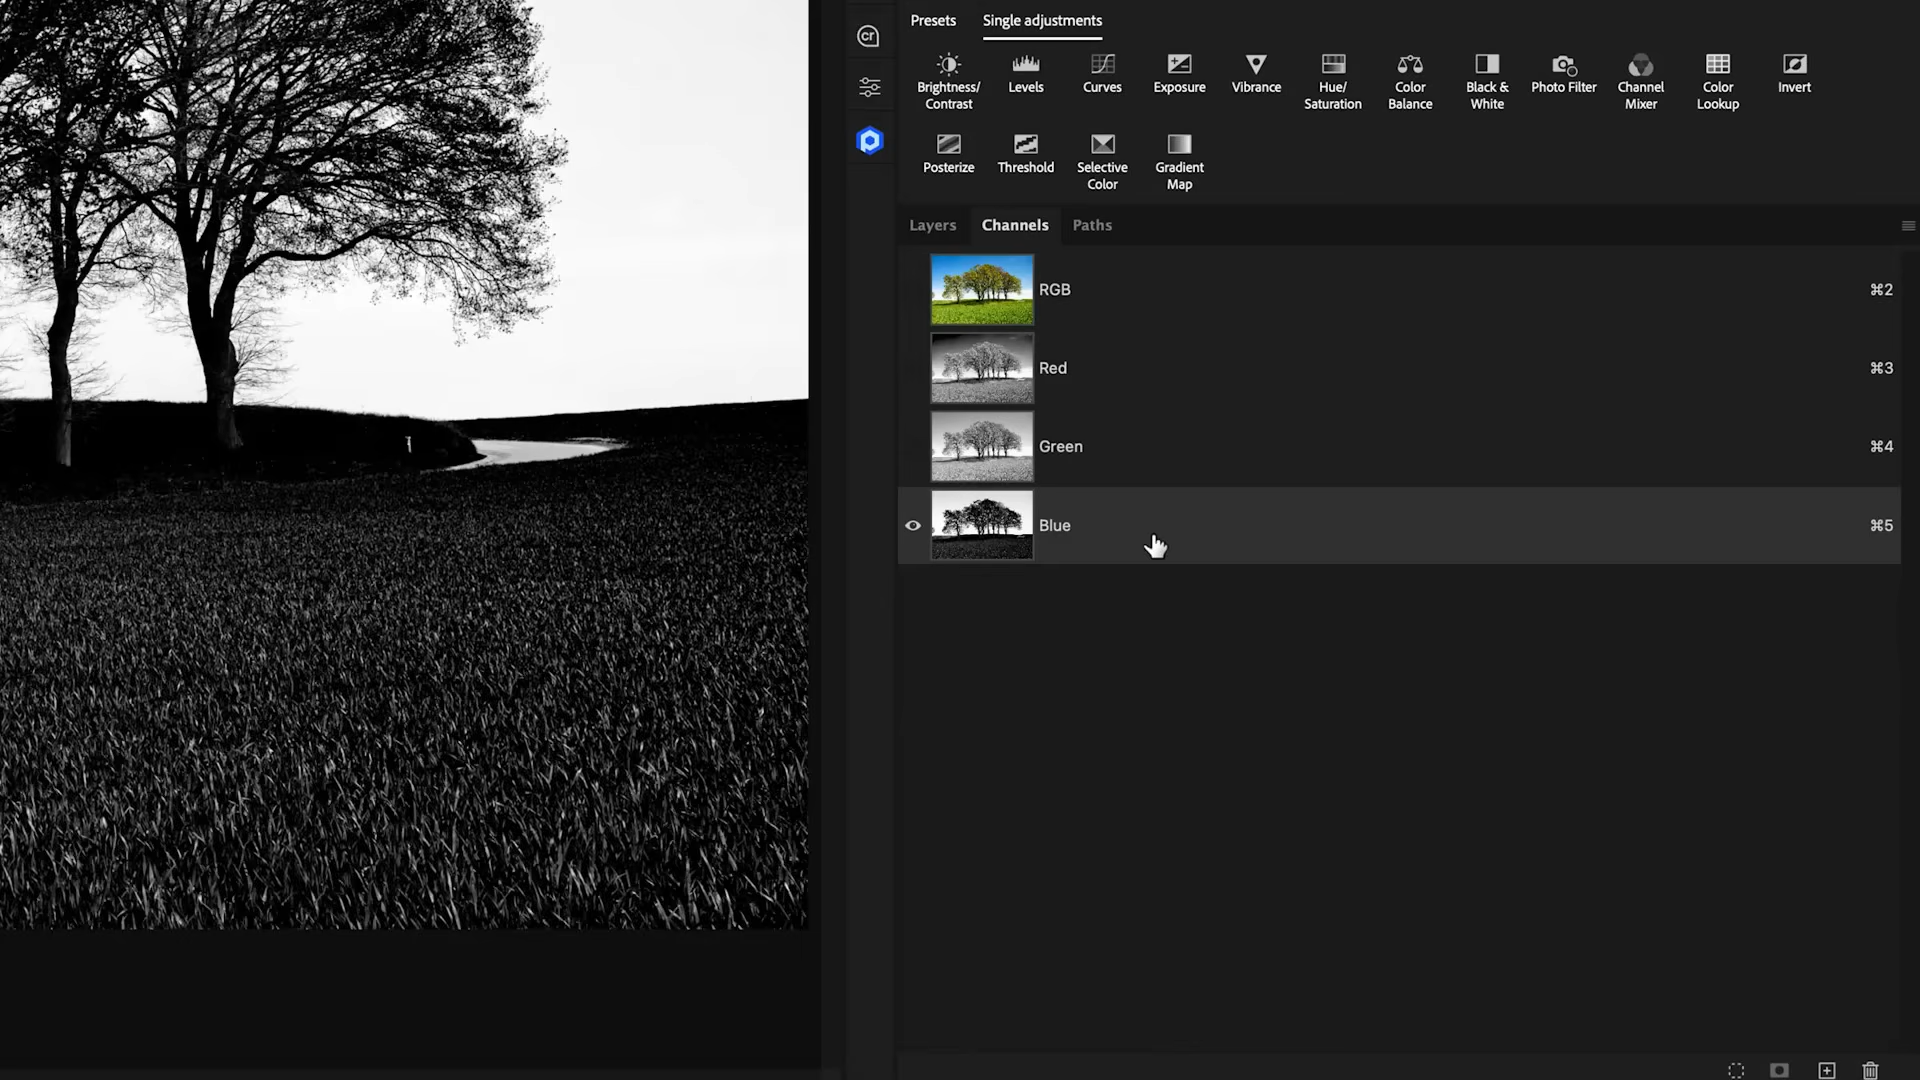 Presets
Single adjustments
cr
Brightness/
Contrast
Levels
Curves
Exposure
Vibrance
Hue/
Saturation
Color
Balance
Black &
White
Photo Filter
Channel
Mixer
Color
Lookup
Invert
Posterize
Threshold
Selective
Color
Gradient
Map
Layers
Channels
Paths
RGB
⌘2
Red
⌘3
Green
⌘4
Blue
⌘5